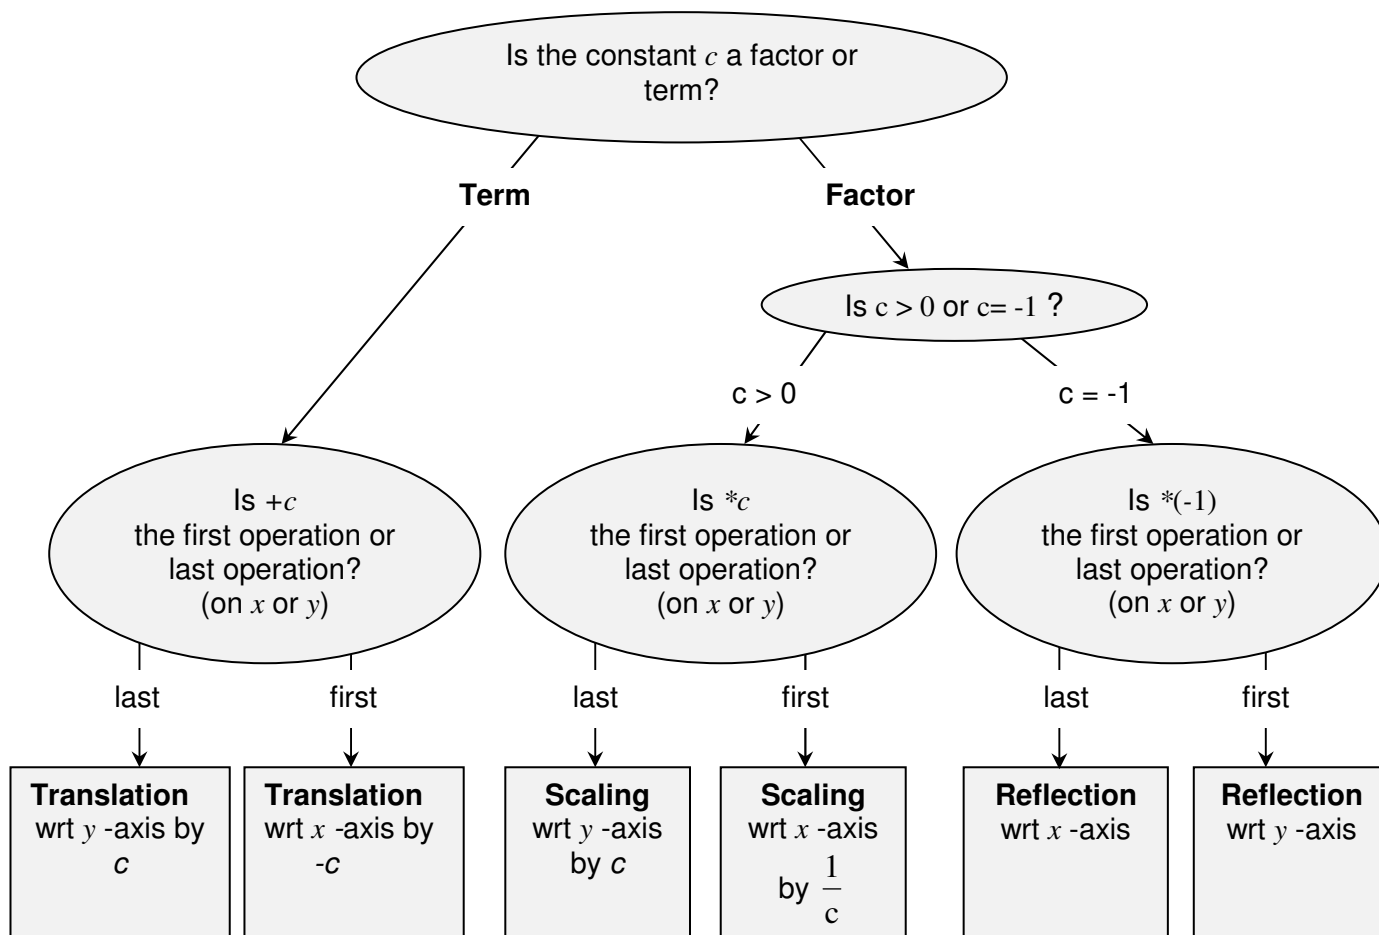 Is the constant c a factor or
term?
Term
Factor
Is c > 0 or c= -1 ?
c > 0
c = -1
Is +c
the first operation or
last operation?
(on x or y)
Is *c
the first operation or
last operation?
(on x or y)
Is *(-1)
the first operation or
last operation?
(on x or y)
last
first
last
first
last
first
Translation
wrt y -axis by
c
Translation
wrt x -axis by
-c
Scaling
wrt y -axis
by c
Scaling
wrt x -axis
by 1/c
Reflection
wrt x -axis
Reflection
wrt y -axis